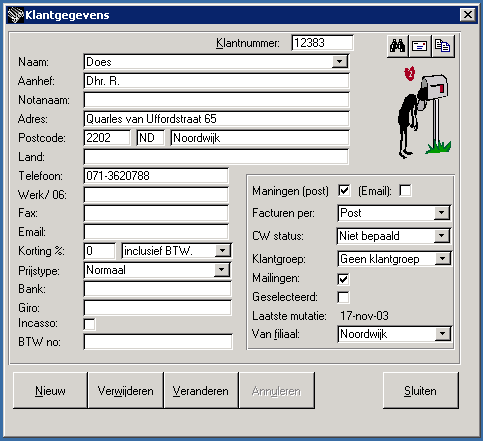 Klantgegevens
Klantnummer: 12383
Naam: Does
Aanhef: Dhr. R.
Notanaam:
Adres: Quarles van Uffordstraat 65
Postcode: 2202 ND Noordwijk
Land:
Telefoon: 071-3620788
Werk/ 06:
Fax:
Email:
Korting %: 0 inclusief BTW.
Prijstype: Normaal
Bank:
Giro:
Incasso:
BTW no:
Maningen (post) (Email):
Facturen per: Post
CW status: Niet bepaald
Klantgroep: Geen klantgroep
Mailingen:
Geselecteerd:
Laatste mutatie: 17-nov-03
Van filiaal: Noordwijk
Nieuw Verwijderen Veranderen Annuleren Sluiten